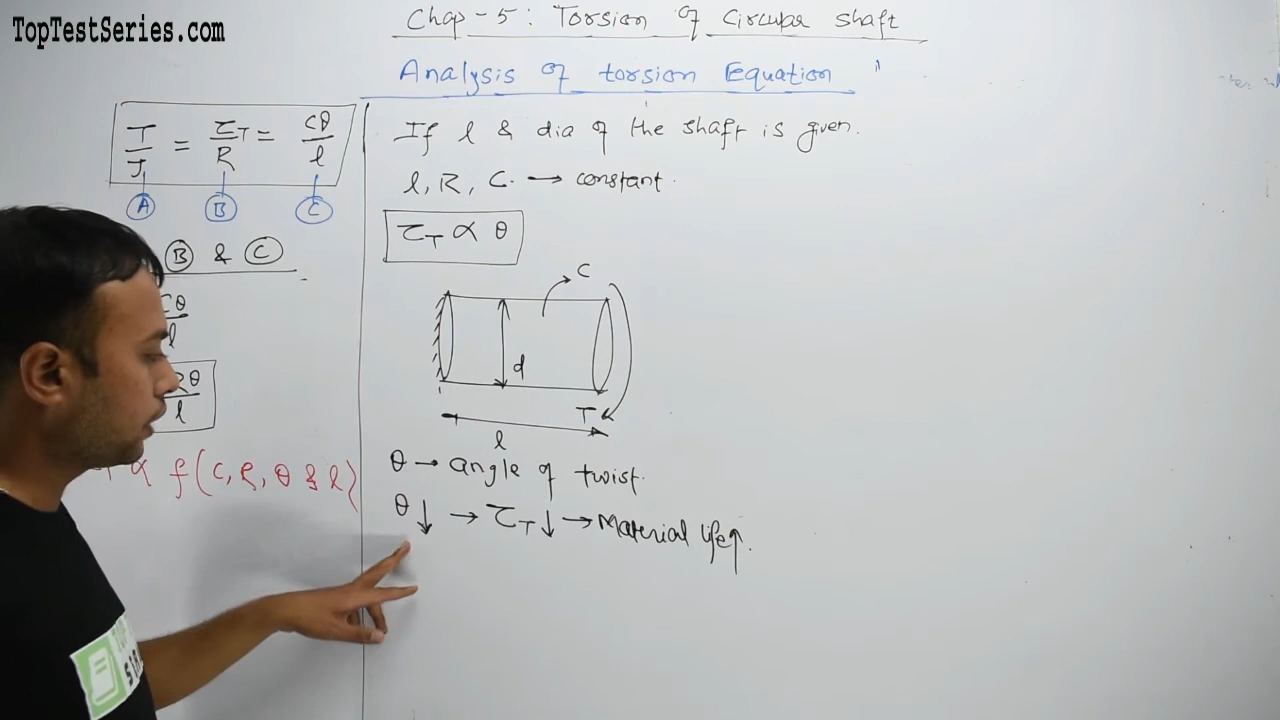 TopTestSeries.com
Chap-5: Torsion of Circular shaft
Analysis of torsion Equation
T/J = τT/R = Cθ/l
A B C
B & C
Cθ/l
Rθ/l
∝ f(C, R, θ & l)
If l & dia of the shaft is given.
l, R, C. → constant.
τT ∝ θ
C
d
T
l
θ → angle of twist.
θ↓ → τT↓ → Material life↑.